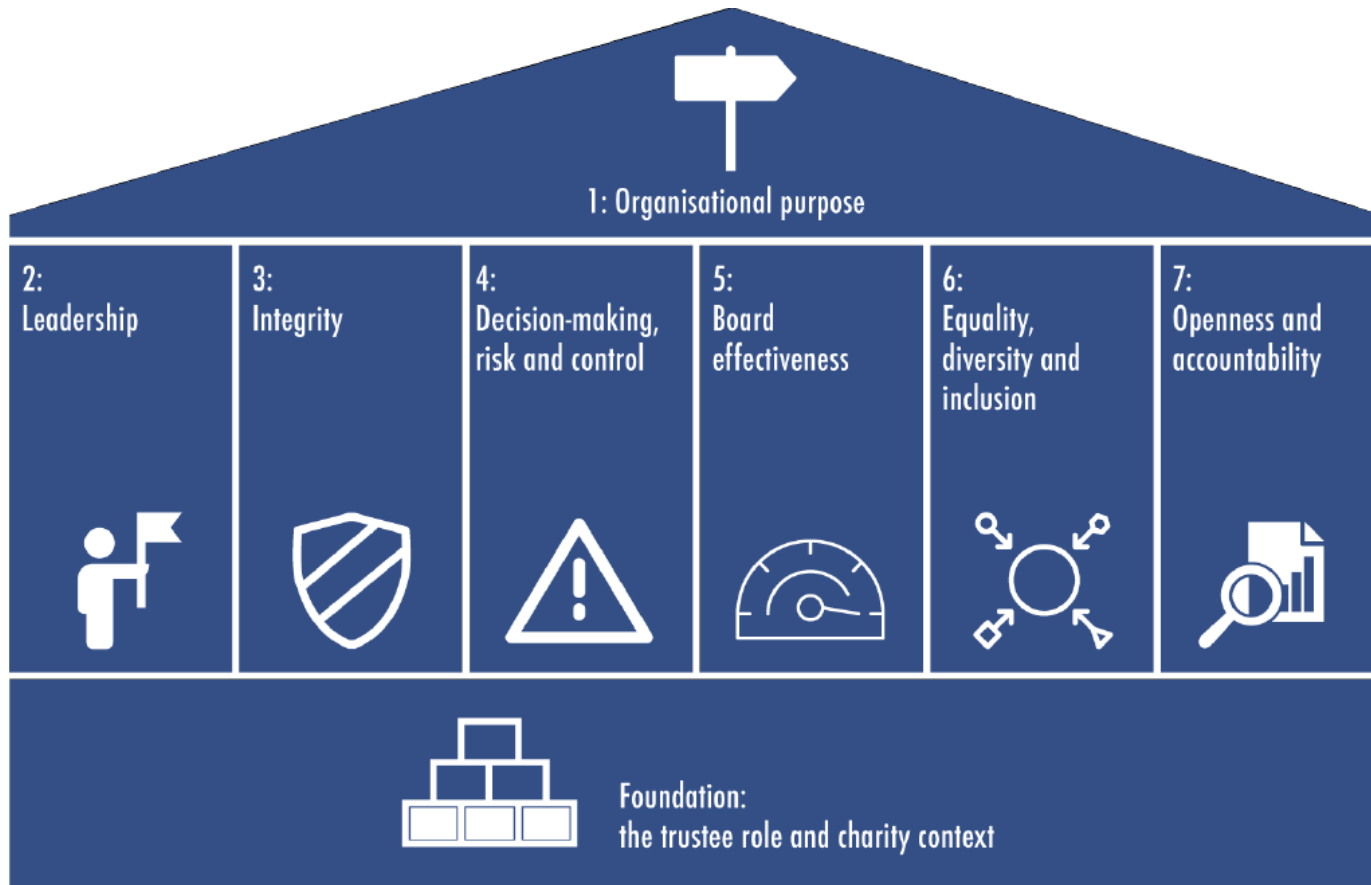 1: Organisational purpose
2:
Leadership
3:
Integrity
4:
Decision-making,
risk and control
5:
Board
effectiveness
6:
Equality,
diversity and
inclusion
7:
Openness and
accountability
Foundation:
the trustee role and charity context